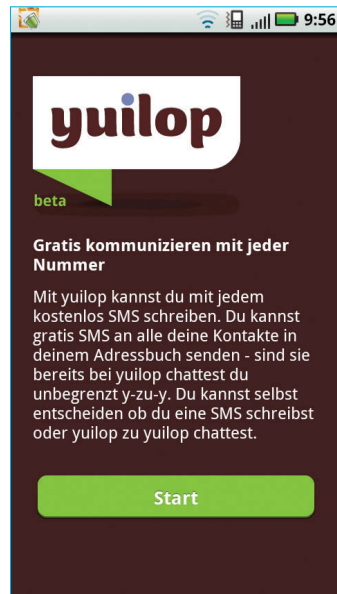 9:56
yuilop
beta
Gratis kommunizieren mit jeder
Nummer
Mit yuilop kannst du mit jedem
kostenlos SMS schreiben. Du kannst
gratis SMS an alle deine Kontakte in
deinem Adressbuch senden - sind sie
bereits bei yuilop chattest du
unbegrenzt y-zu-y. Du kannst selbst
entscheiden ob du eine SMS schreibst
oder yuilop zu yuilop chattest.
Start